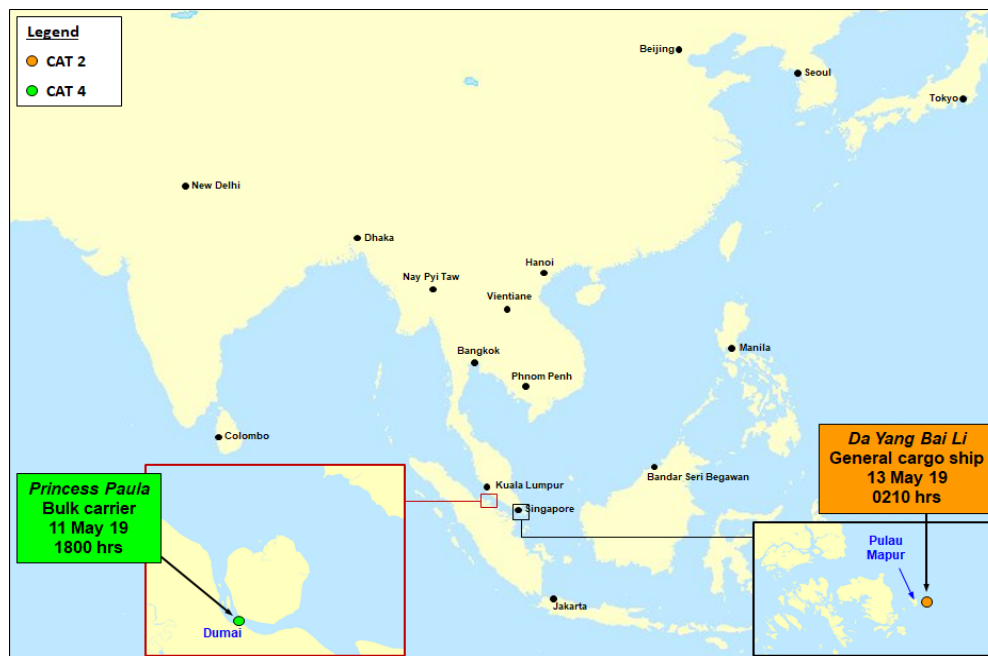 Legend
CAT 2
CAT 4
Beijing
Seoul
Tokyo
New Delhi
Dhaka
Hanoi
Nay Pyi Taw
Vientiane
Bangkok
Manila
Phnom Penh
Colombo
Bandar Seri Begawan
Kuala Lumpur
Singapore
Jakarta
Princess Paula
Bulk carrier
11 May 19
1800 hrs
Dumai
Da Yang Bai Li
General cargo ship
13 May 19
0210 hrs
Pulau
Mapur